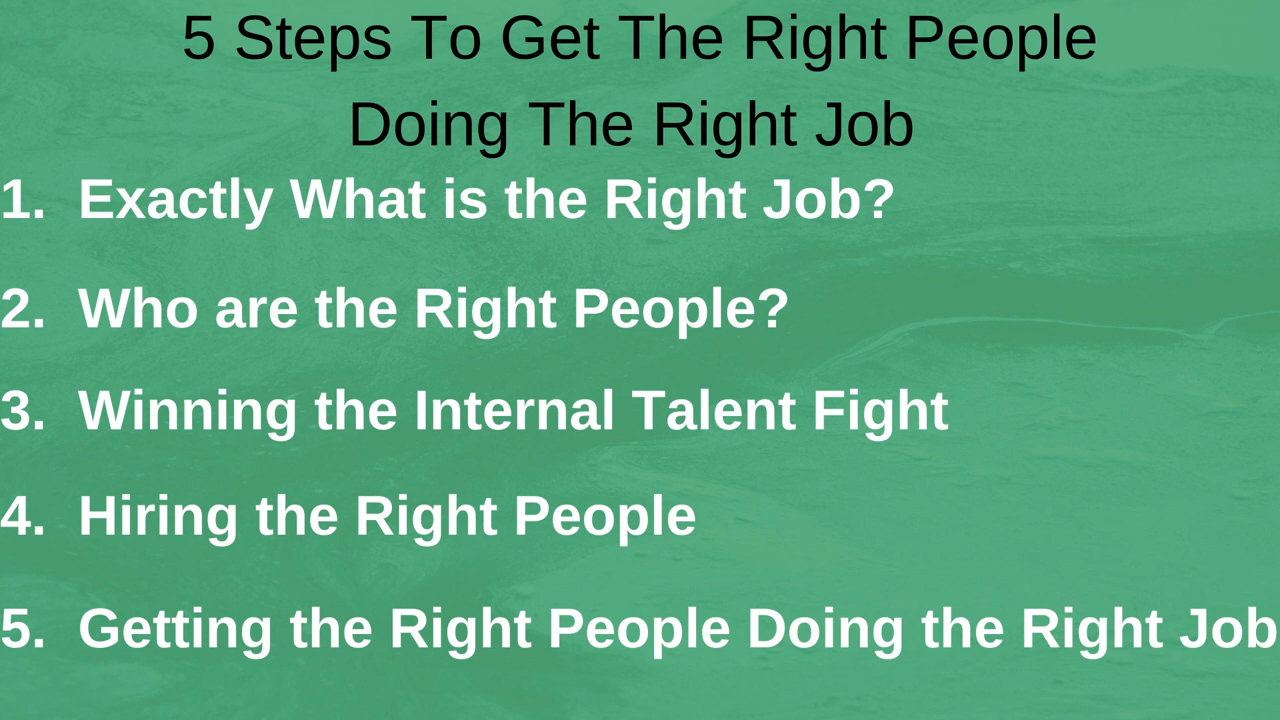 5 Steps To Get The Right People
Doing The Right Job
1. Exactly What is the Right Job?
2. Who are the Right People?
3. Winning the Internal Talent Fight
4. Hiring the Right People
5. Getting the Right People Doing the Right Job